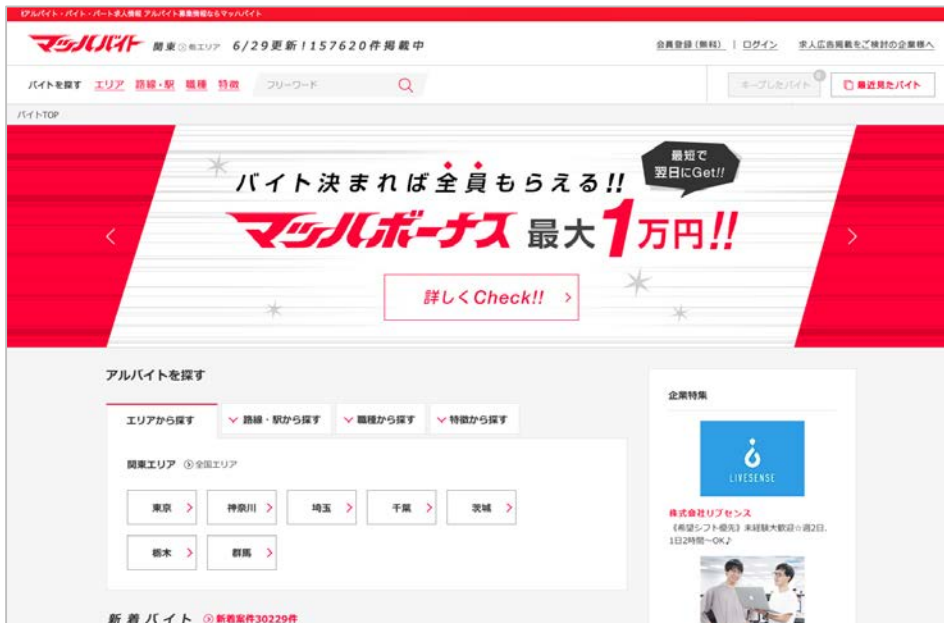 アルバイト・バイト・パート求人情報 アルバイト募集情報ならマッハバイト
マッハバイト 関東 他エリア 6/29更新!157620件掲載中
会員登録(無料) | ログイン 求人広告掲載をご検討の企業様へ
バイトを探す エリア 路線・駅 職種 特徴 フリーワード
キープしたバイト 0 最近見たバイト
バイトTOP
最短で
翌日にGet!!
バイト決まれば全員もらえる!!
マッハボーナス 最大1万円!!
詳しくCheck!!
アルバイトを探す
エリアから探す 路線・駅から探す 職種から探す 特徴から探す
関東エリア 全国エリア
東京 神奈川 埼玉 千葉 茨城
栃木 群馬
新着バイト 新着案件30229件
企業特集
LIVESENSE
株式会社リブセンス
《希望シフト優先》未経験大歓迎☆週2日、
1日2時間〜OK♪